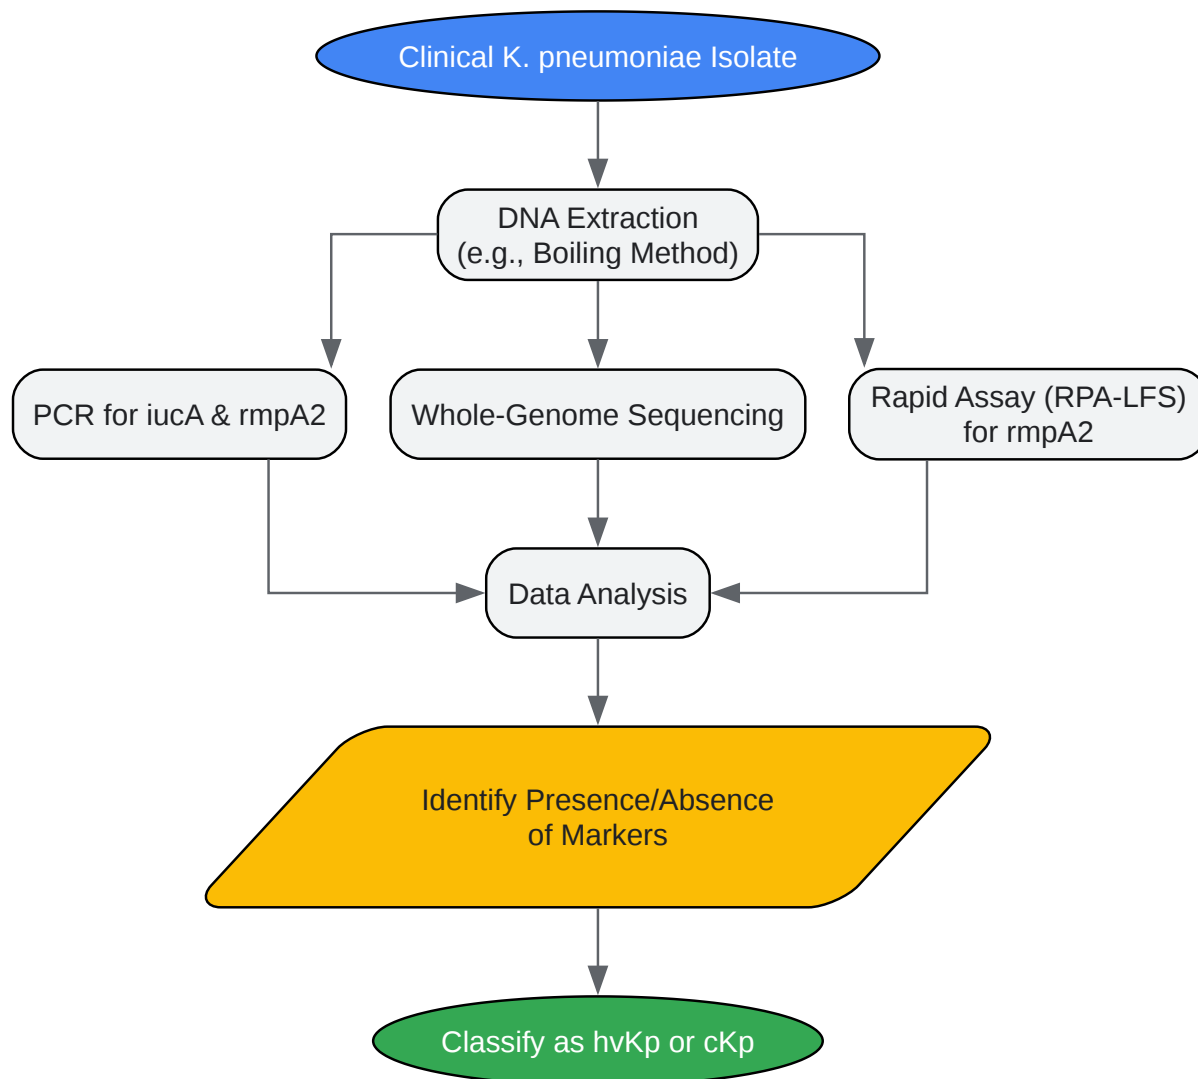 Clinical K. pneumoniae Isolate
DNA Extraction
(e.g., Boiling Method)
PCR for iucA & rmpA2
Whole-Genome Sequencing
Rapid Assay (RPA-LFS)
for rmpA2
Data Analysis
Identify Presence/Absence
of Markers
Classify as hvKp or cKp